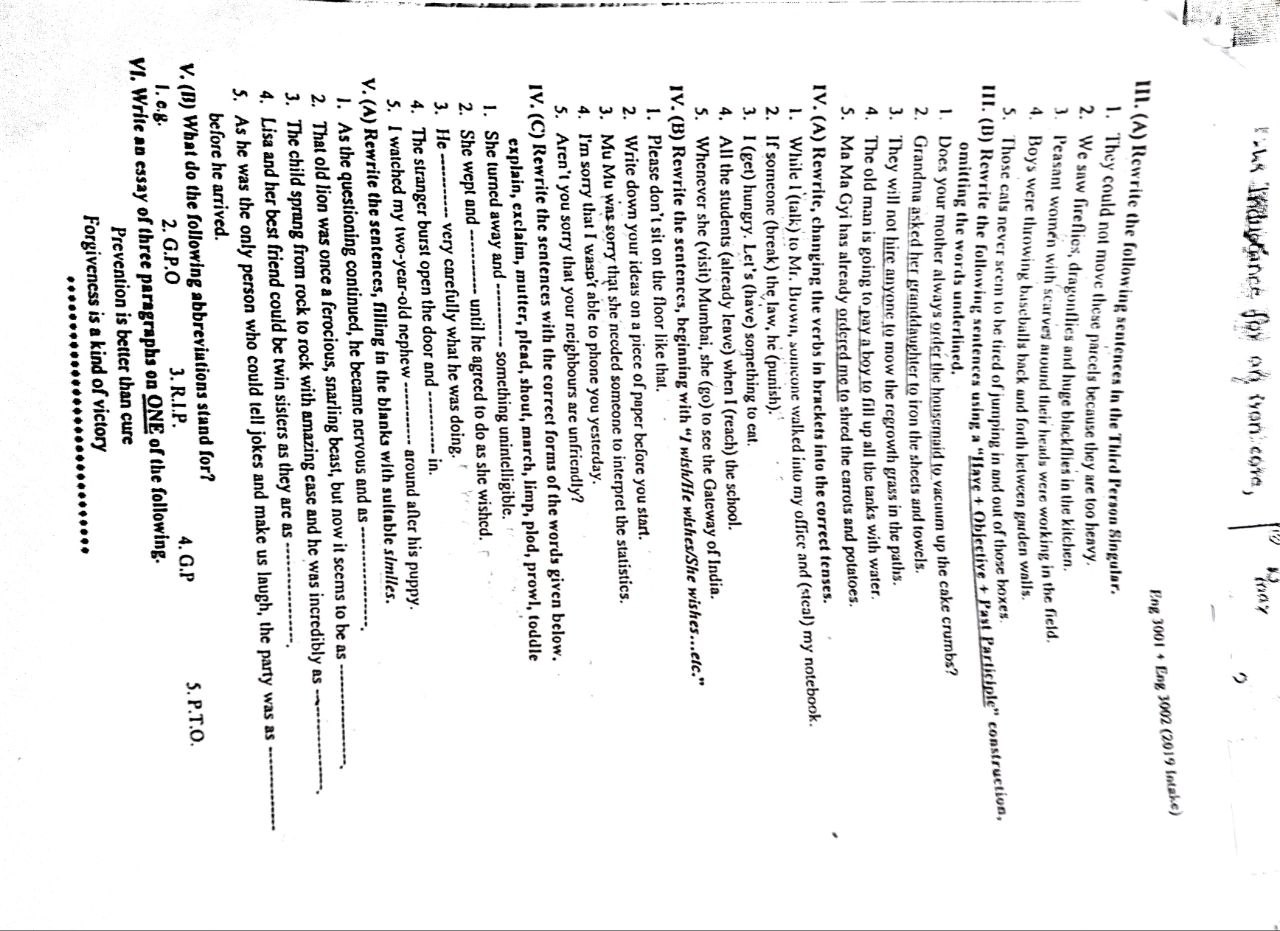 for any
Eng 3001 + Eng 3002 (2019 Intake)
III. (A) Rewrite the following sentences in the Third Person Singular.
1. They could not move these parcels because they are too heavy.
2. We saw fireflies, dragonflies and huge blackflies in the kitchen.
3. Peasant women with scarves around their heads were working in the field.
4. Boys were throwing baseballs back and forth between garden walls.
5. Those cats never seem to be tired of jumping in and out of those boxes.
III. (B) Rewrite the following sentences using a "Have + Objective + Past Participle" construction,
omitting the words underlined.
1. Does your mother always order the housemaid to vacuum up the cake crumbs?
2. Grandma asked her granddaughter to iron the sheets and towels.
3. They will not hire anyone to mow the regrowth grass in the paths.
4. The old man is going to pay a boy to fill up all the tanks with water.
5. Ma Ma Gyi has already ordered me to shred the carrots and potatoes.
IV. (A) Rewrite, changing the verbs in brackets into the correct tenses.
1. While I (talk) to Mr. Brown, someone walked into my office and (steal) my notebook.
2. If someone (break) the law, he (punish).
3. I (get) hungry. Let's (have) something to eat.
4. All the students (already leave) when I (reach) the school.
5. Whenever she (visit) Mumbai, she (go) to see the Gateway of India.
IV. (B) Rewrite the sentences, beginning with "I wish/He wishes/She wishes...etc."
1. Please don't sit on the floor like that.
2. Write down your ideas on a piece of paper before you start.
3. Mu Mu was sorry that she needed someone to interpret the statistics.
4. I'm sorry that I wasn't able to phone you yesterday.
5. Aren't you sorry that your neighbours are unfriendly?
IV. (C) Rewrite the sentences with the correct forms of the words given below.
explain, exclaim, mutter, plead, shout, march, limp, plod, prowl, toddle
1. She turned away and ---------- something unintelligible.
2. She wept and ---------- until he agreed to do as she wished.
3. He ---------- very carefully what he was doing.
4. The stranger burst open the door and ---------- in.
5. I watched my two-year-old nephew ---------- around after his puppy.
V. (A) Rewrite the sentences, filling in the blanks with suitable similes.
1. As the questioning continued, he became nervous and as ---------------.
2. That old lion was once a ferocious, snarling beast, but now it seems to be as ---------------.
3. The child sprang from rock to rock with amazing ease and he was incredibly as ---------------.
4. Lisa and her best friend could be twin sisters as they are as ---------------.
5. As he was the only person who could tell jokes and make us laugh, the party was as ---------------
before he arrived.
V. (B) What do the following abbreviations stand for?
1. e.g. 2. G.P.O 3. R.I.P. 4. G.P 5. P.T.O.
VI. Write an essay of three paragraphs on ONE of the following.
Prevention is better than cure
Forgiveness is a kind of victory